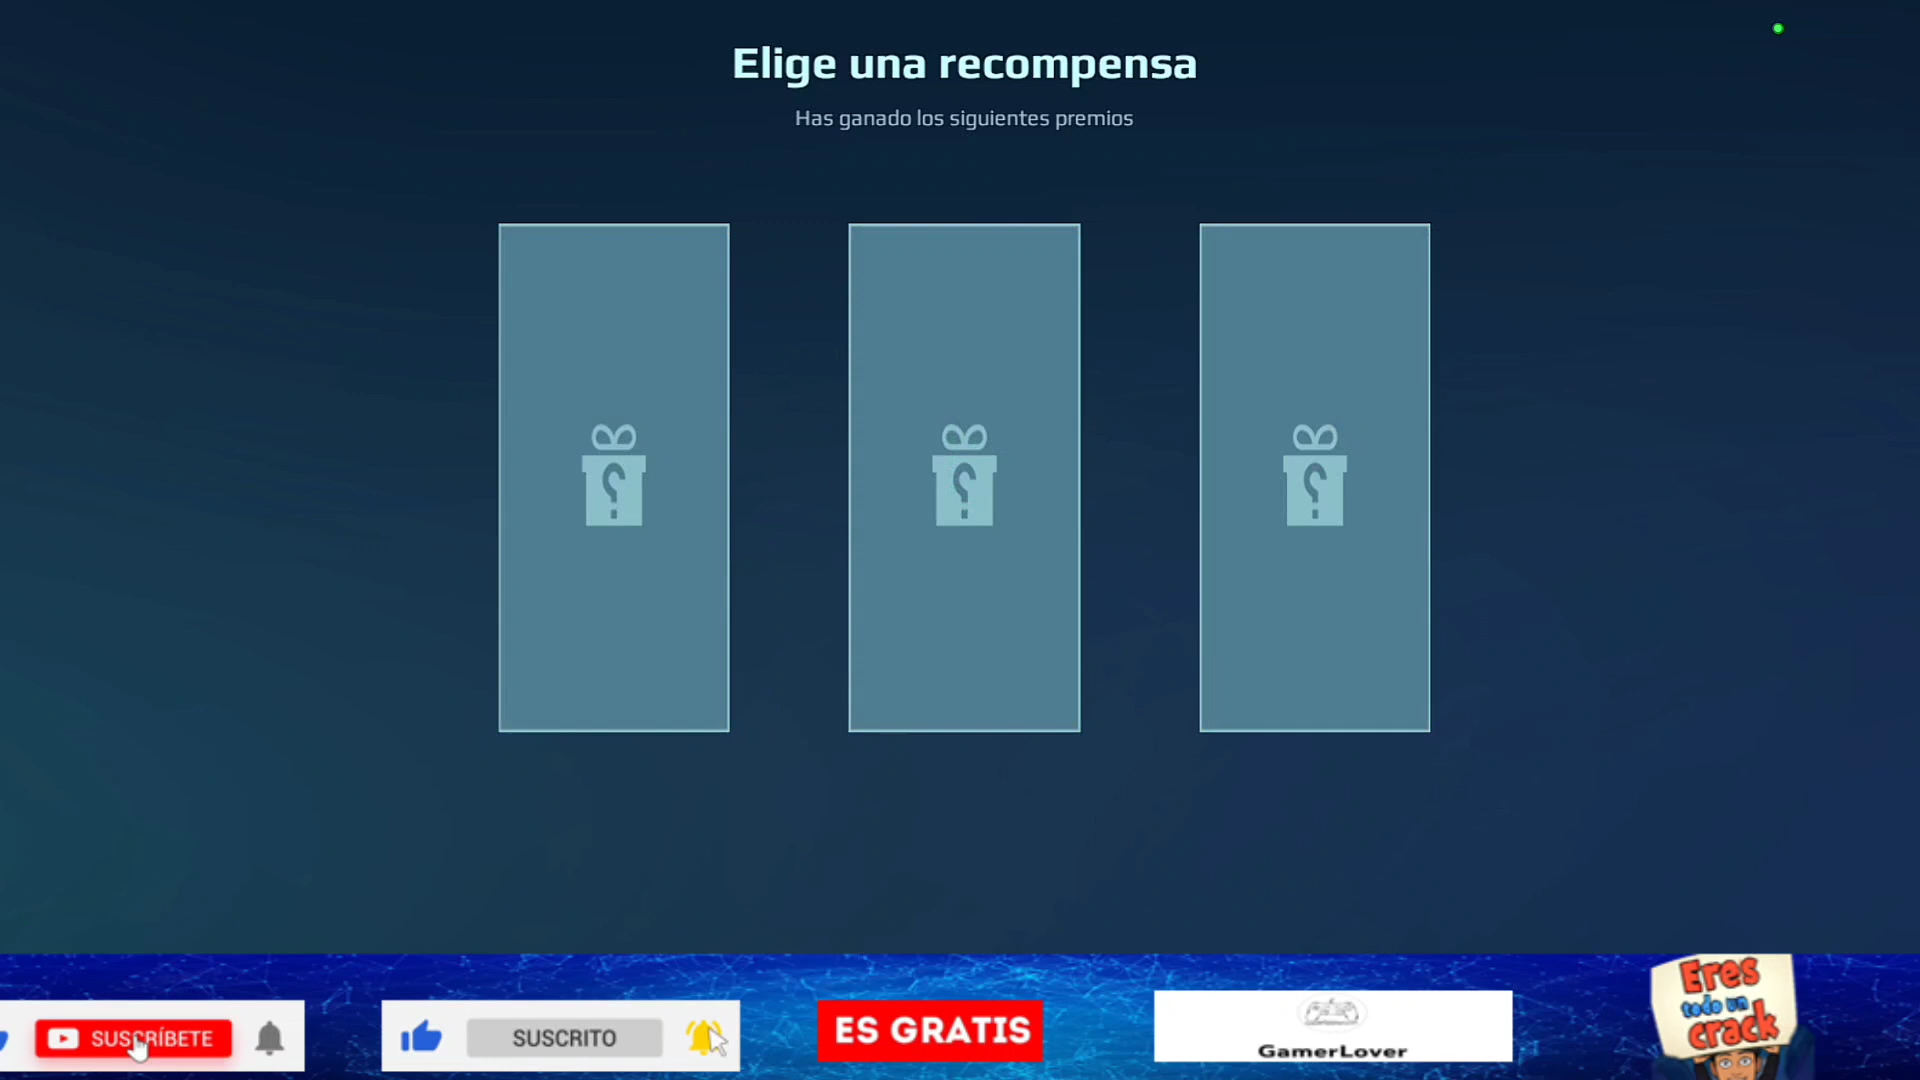 Elige una recompensa
Has ganado los siguientes premios
?
?
?
SUSCRÍBETE
SUSCRITO
ES GRATIS
GamerLover
Eres
todo un
crack